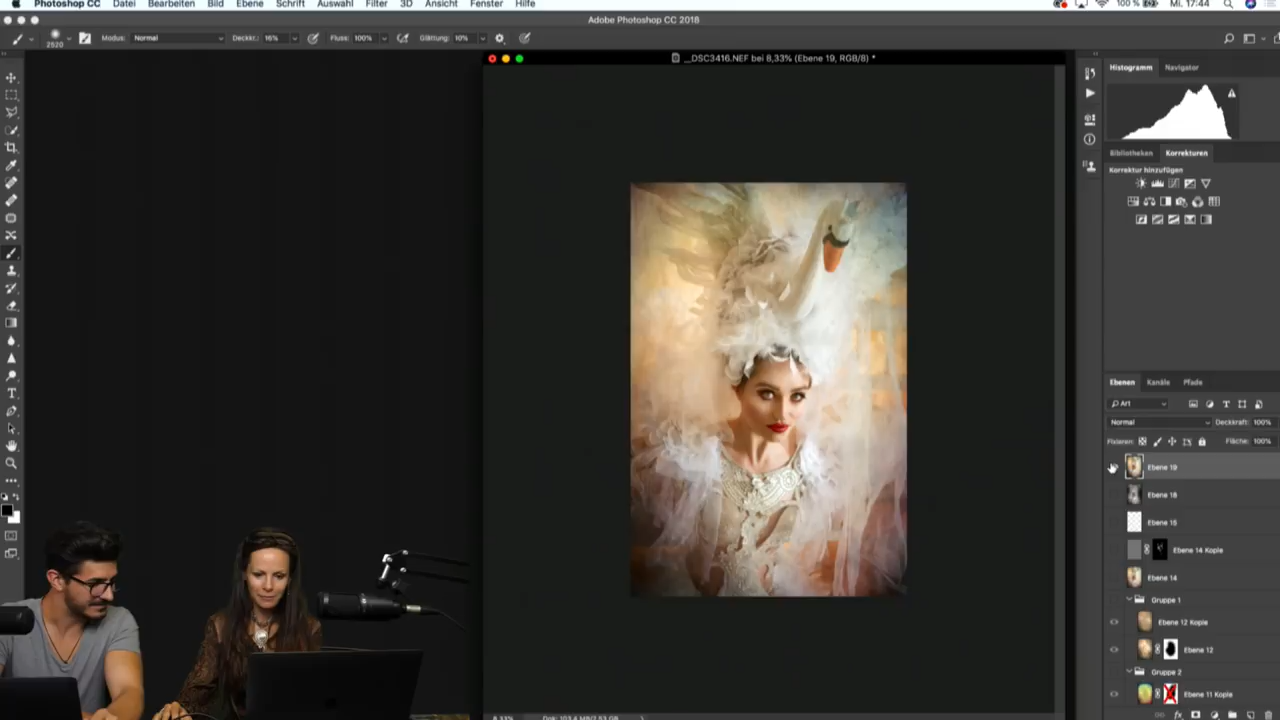 Photoshop CC Datei Bearbeiten Bild Ebene Schrift Auswahl Filter 3D Ansicht Fenster Hilfe 100 % Mi. 17:44
Adobe Photoshop CC 2018
2520 Modus: Normal Deckkr.: 16% Fluss: 100% Glättung: 10%
__DSC3416.NEF bei 8,33% (Ebene 19, RGB/8) *
Histogramm Navigator
Bibliotheken Korrekturen
Korrektur hinzufügen
Ebenen Kanäle Pfade
Art
Normal Deckkraft: 100%
Fixieren: Fläche: 100%
Ebene 19
Ebene 18
Ebene 15
Ebene 14 Kopie
Ebene 14
Gruppe 1
Ebene 12 Kopie
Ebene 12
Gruppe 2
Ebene 11 Kopie
8,33%